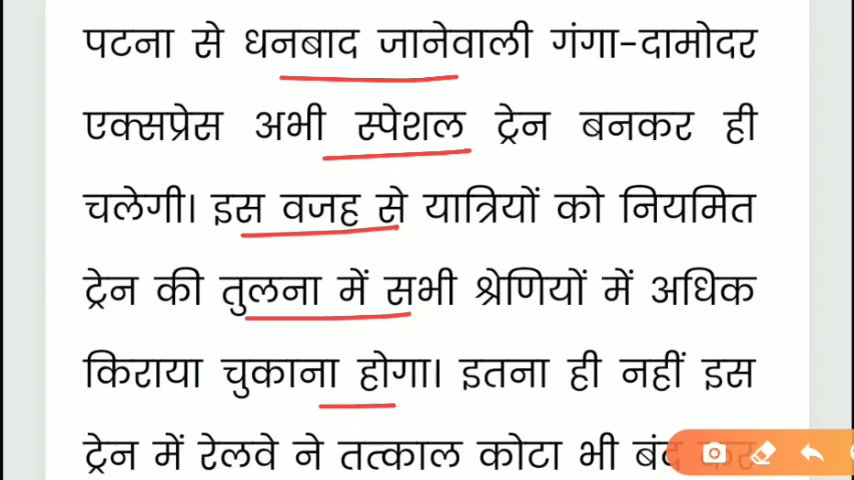 पटना से धनबाद जानेवाली गंगा-दामोदर
एक्सप्रेस अभी स्पेशल ट्रेन बनकर ही
चलेगी। इस वजह से यात्रियों को नियमित
ट्रेन की तुलना में सभी श्रेणियों में अधिक
किराया चुकाना होगा। इतना ही नहीं इस
ट्रेन में रेलवे ने तत्काल कोटा भी बंद कर